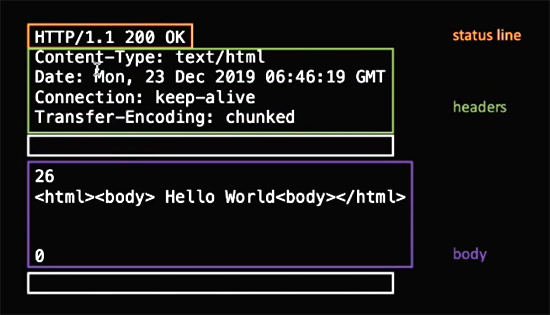 HTTP/1.1 200 OK
status line
Content-Type: text/html
Date: Mon, 23 Dec 2019 06:46:19 GMT
Connection: keep-alive
Transfer-Encoding: chunked
headers
26
<html><body> Hello World<body></html>
0
body